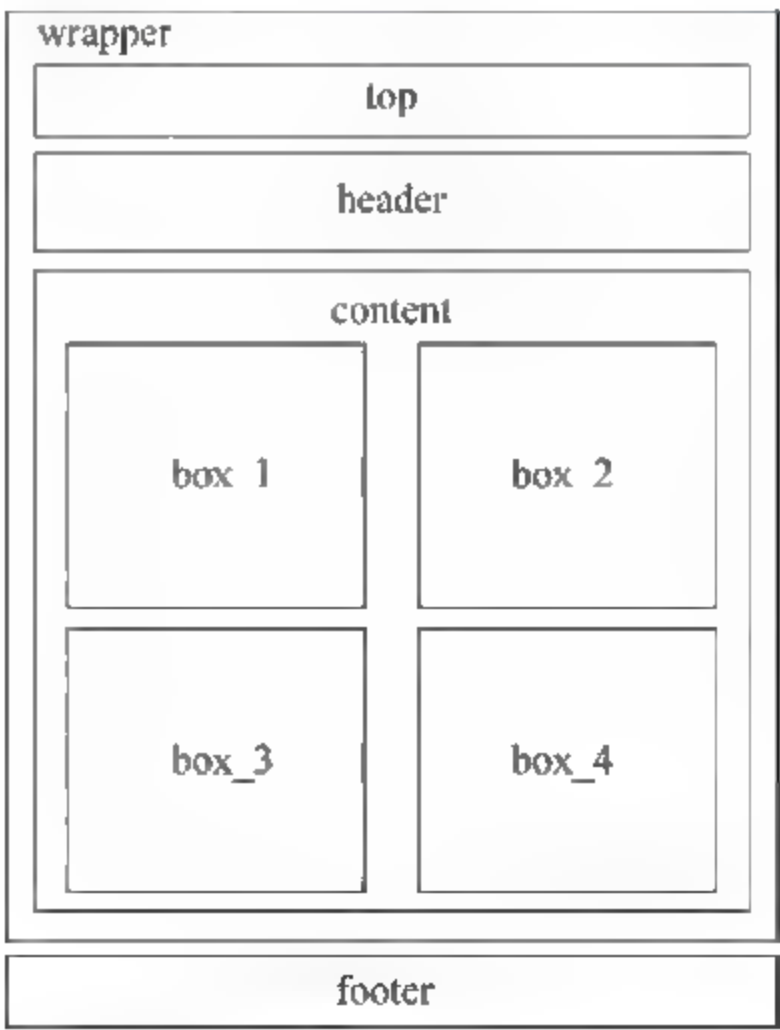 wrapper
top
header
content
box 1
box 2
box_3
box_4
footer